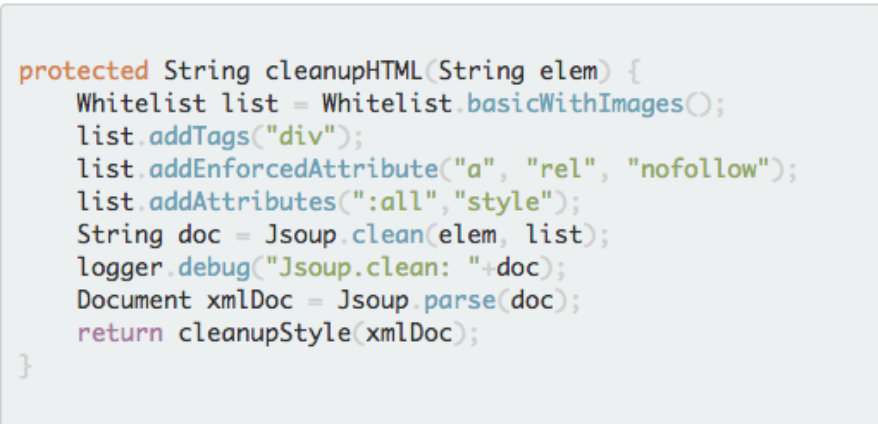 protected String cleanupHTML(String elem) {
    Whitelist list = Whitelist.basicWithImages();
    list.addTags("div");
    list.addEnforcedAttribute("a", "rel", "nofollow");
    list.addAttributes(":all","style");
    String doc = Jsoup.clean(elem, list);
    logger.debug("Jsoup.clean: "+doc);
    Document xmlDoc = Jsoup.parse(doc);
    return cleanupStyle(xmlDoc);
}